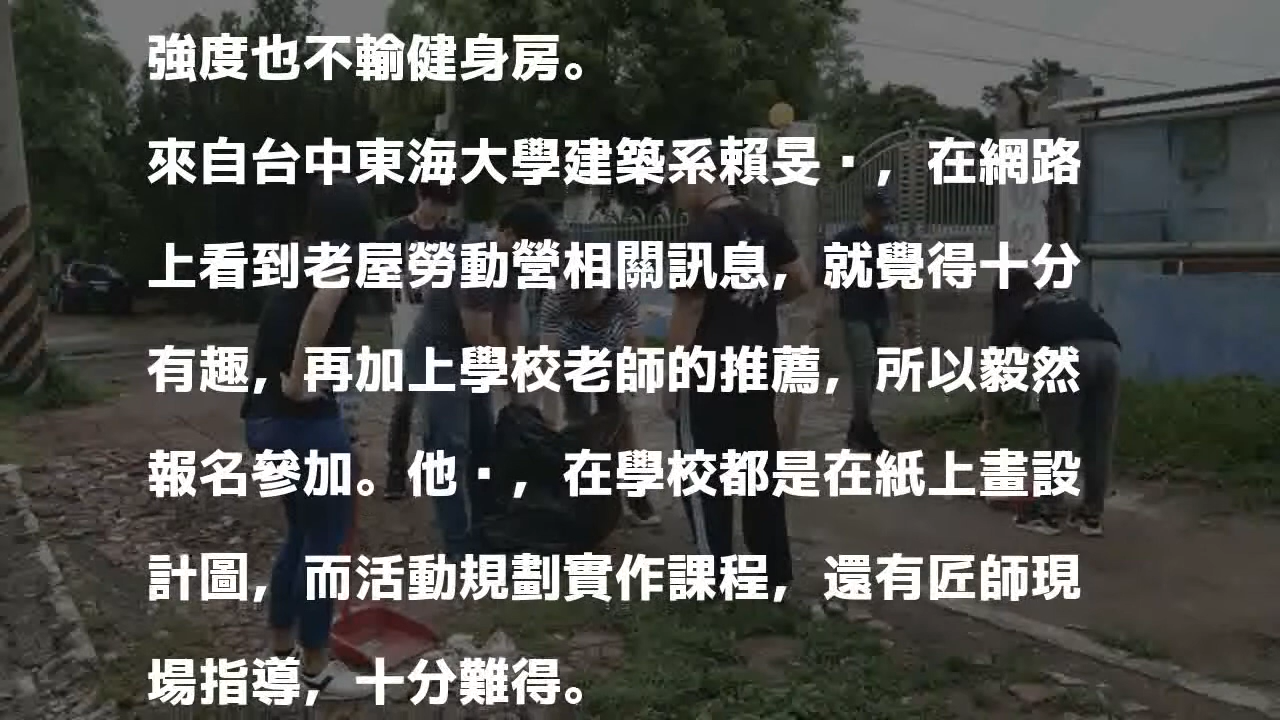 強度也不輸健身房。
來自台中東海大學建築系賴旻·，在網路
上看到老屋勞動營相關訊息，就覺得十分
有趣，再加上學校老師的推薦，所以毅然
報名參加。他·，在學校都是在紙上畫設
計圖，而活動規劃實作課程，還有匠師現
場指導，十分難得。